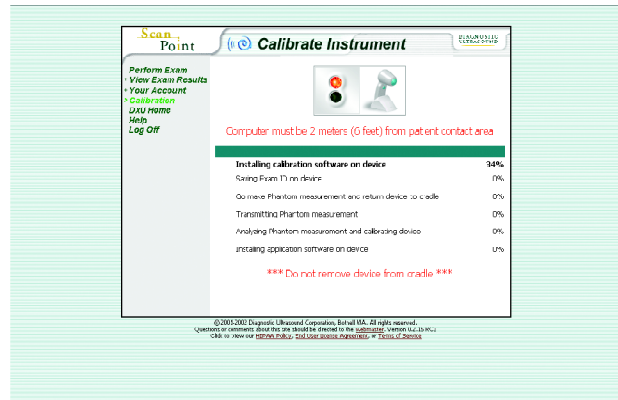 Scan
Point
Calibrate Instrument
DIAGNOSTIC
ULTRASOUND
Perform Exam
View Exam Results
Your Account
Calibration
DxU Home
Help
Log Off
Computer must be 2 meters (6 feet) from patient contact area
Installing calibration software on device 34%
Saving Exam ID on device 0%
Go make Phantom measurement and return device to cradle 0%
Transmitting Phantom measurement 0%
Analyzing Phantom measurement and calibrating device 0%
Installing application software on device 0%
*** Do not remove device from cradle ***
©2001-2002 Diagnostic Ultrasound Corporation, Bothell WA. All rights reserved.
Questions or comments about this site should be directed to the Webmaster. Version 0.2.15
Click to view our HIPAA Policy, End User License Agreement, or Terms of Service